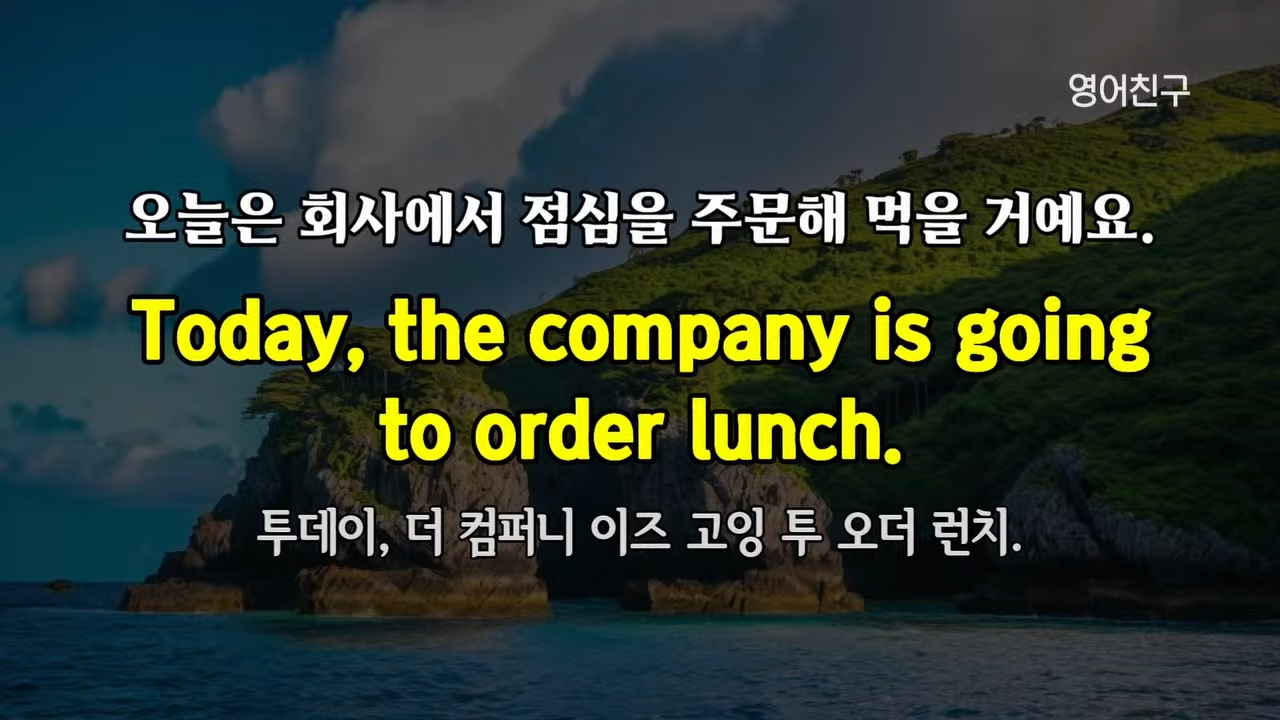 영어친구
오늘은 회사에서 점심을 주문해 먹을 거예요.
Today, the company is going
to order lunch.
투데이, 더 컴퍼니 이즈 고잉 투 오더 런치.